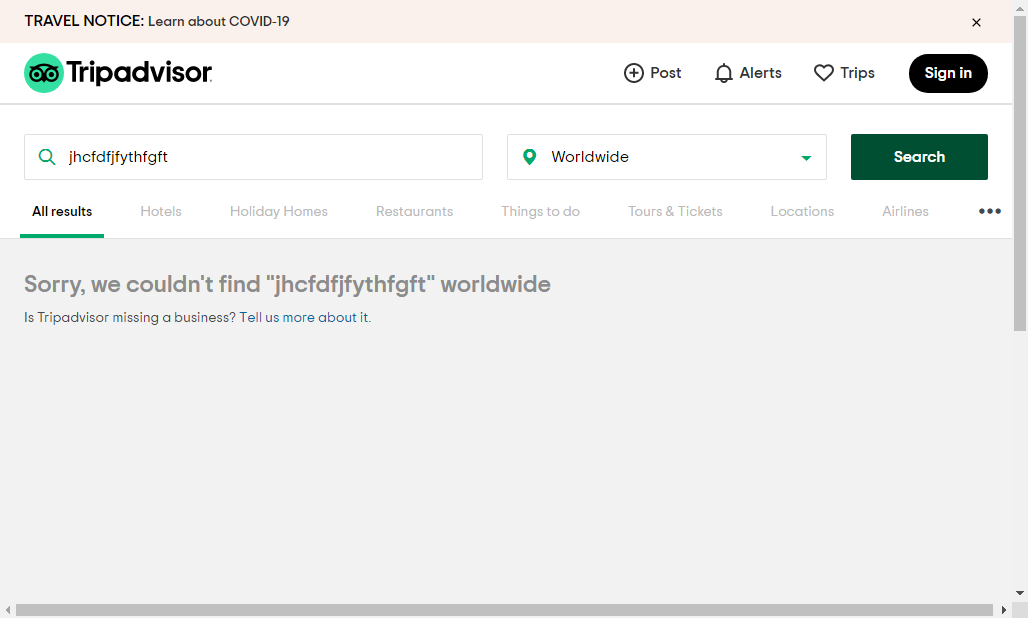 TRAVEL NOTICE: Learn about COVID-19
Tripadvisor
Post
Alerts
Trips
Sign in
jhcfdfjfythfgft
Worldwide
Search
All results
Hotels
Holiday Homes
Restaurants
Things to do
Tours & Tickets
Locations
Airlines
Sorry, we couldn't find "jhcfdfjfythfgft" worldwide
Is Tripadvisor missing a business? Tell us more about it.